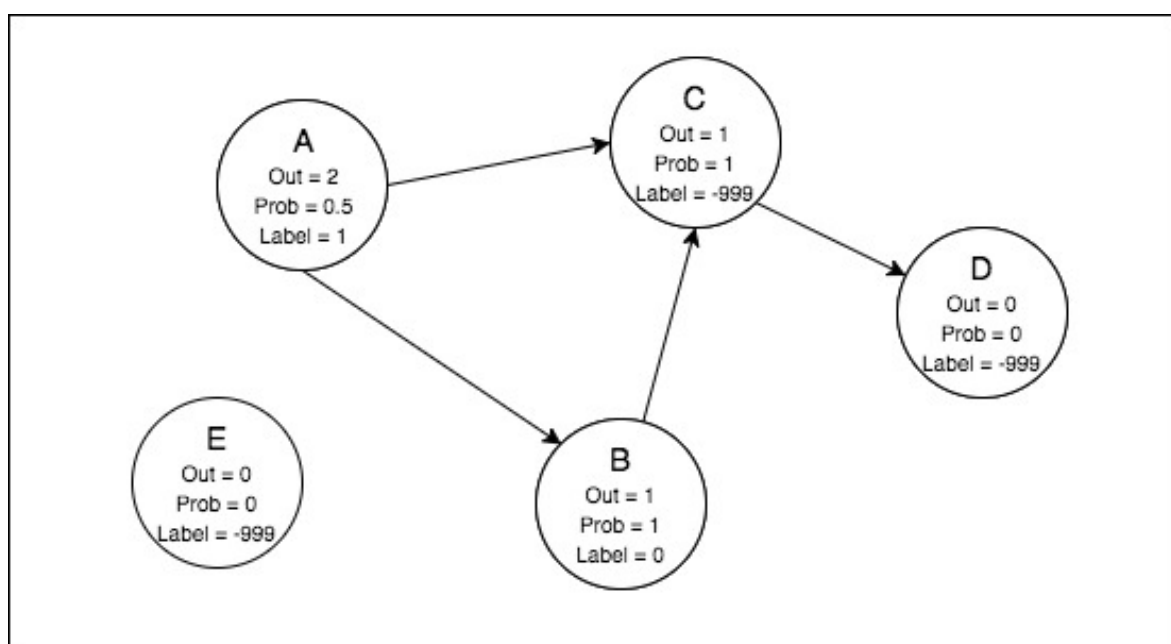 A
Out = 2
Prob = 0.5
Label = 1
C
Out = 1
Prob = 1
Label = -999
D
Out = 0
Prob = 0
Label = -999
E
Out = 0
Prob = 0
Label = -999
B
Out = 1
Prob = 1
Label = 0